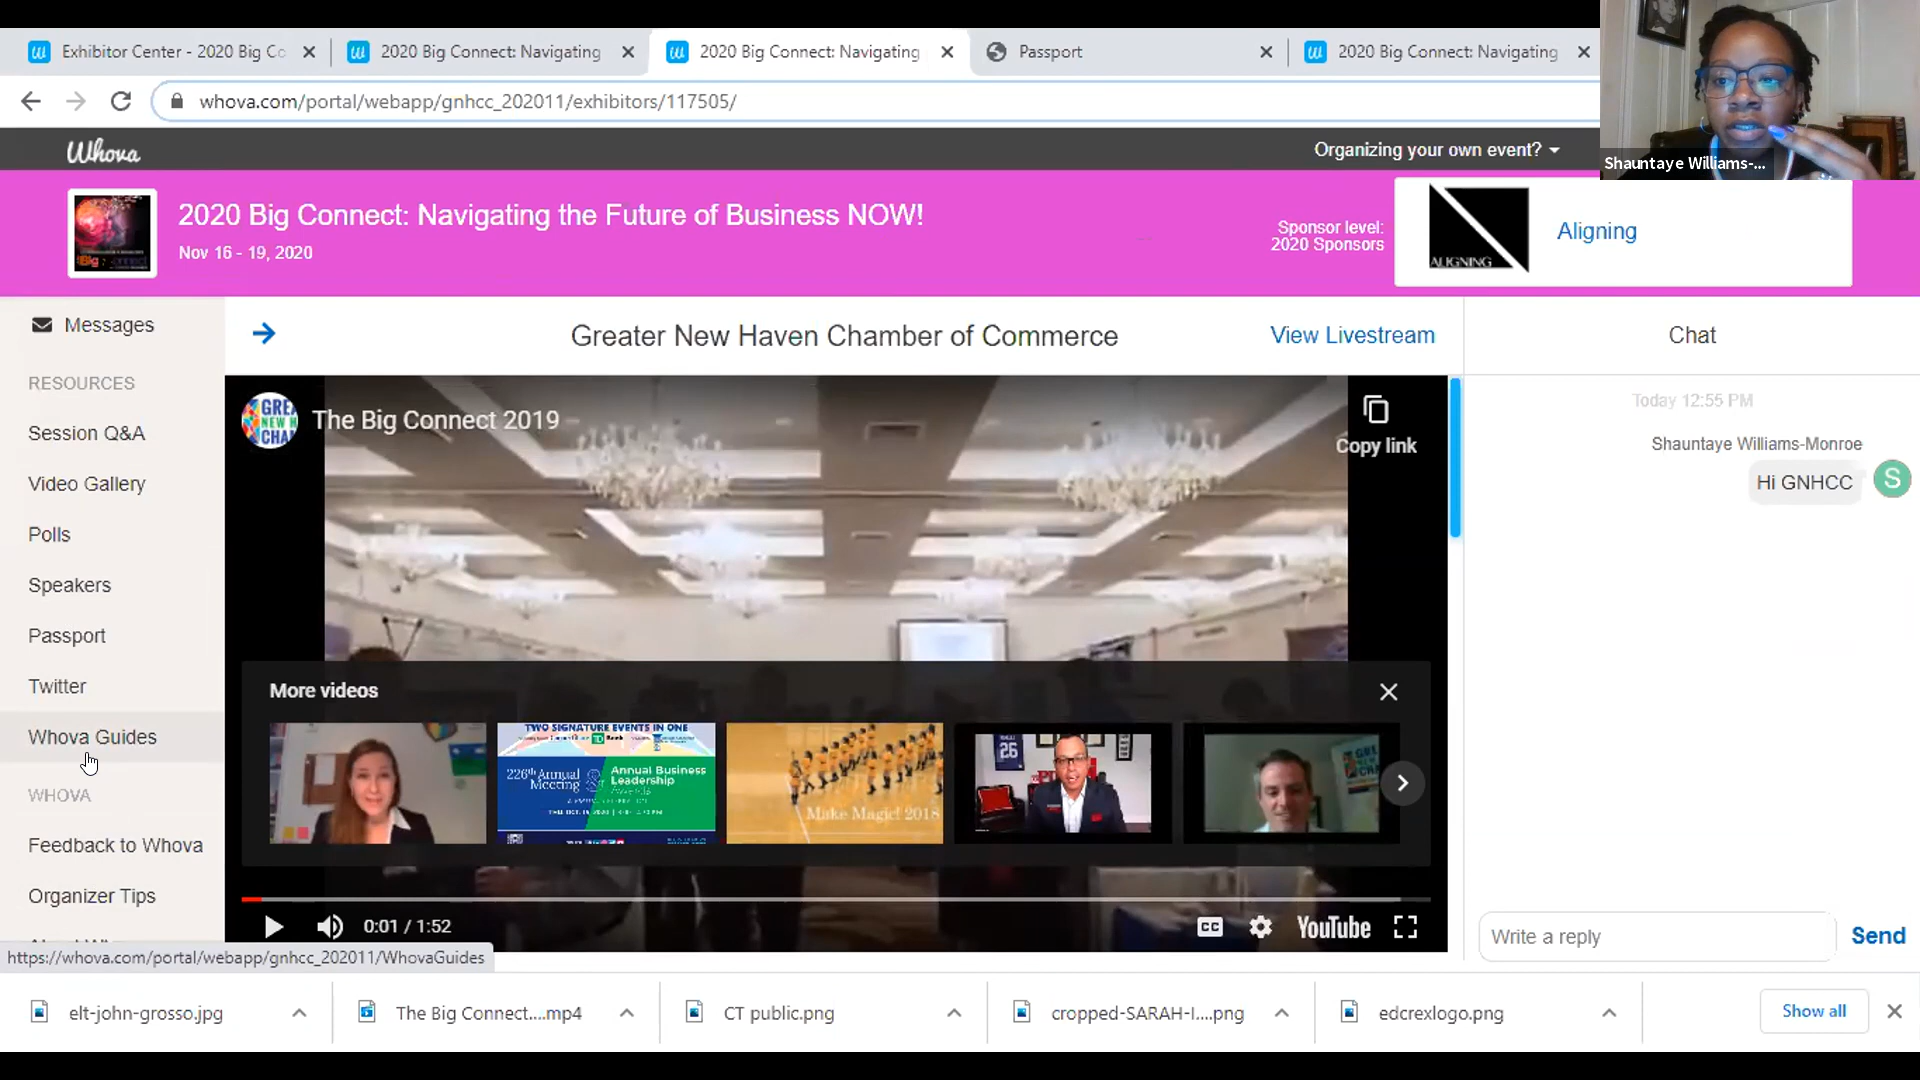 Exhibitor Center - 2020 Big Co
2020 Big Connect: Navigating
2020 Big Connect: Navigating
Passport
2020 Big Connect: Navigating
whova.com/portal/webapp/gnhcc_202011/exhibitors/117505/
Shauntaye Williams-...
Whova
Organizing your own event?
2020 Big Connect: Navigating the Future of Business NOW!
Nov 16 - 19, 2020
Sponsor level:
2020 Sponsors
ALIGNING
Aligning
Messages
RESOURCES
Session Q&A
Video Gallery
Polls
Speakers
Passport
Twitter
Whova Guides
WHOVA
Feedback to Whova
Organizer Tips
Greater New Haven Chamber of Commerce
View Livestream
GREA
NEW H
CHAM
The Big Connect 2019
Copy link
More videos
TWO SIGNATURE EVENTS IN ONE
226th Annual
Meeting
&
Annual Business
Leadership
Make Magic! 2018
26
0:01 / 1:52
CC
YouTube
Chat
Today 12:55 PM
Shauntaye Williams-Monroe
Hi GNHCC
S
Write a reply
Send
https://whova.com/portal/webapp/gnhcc_202011/WhovaGuides
elt-john-grosso.jpg
The Big Connect....mp4
CT public.png
cropped-SARAH-I....png
edcrexlogo.png
Show all